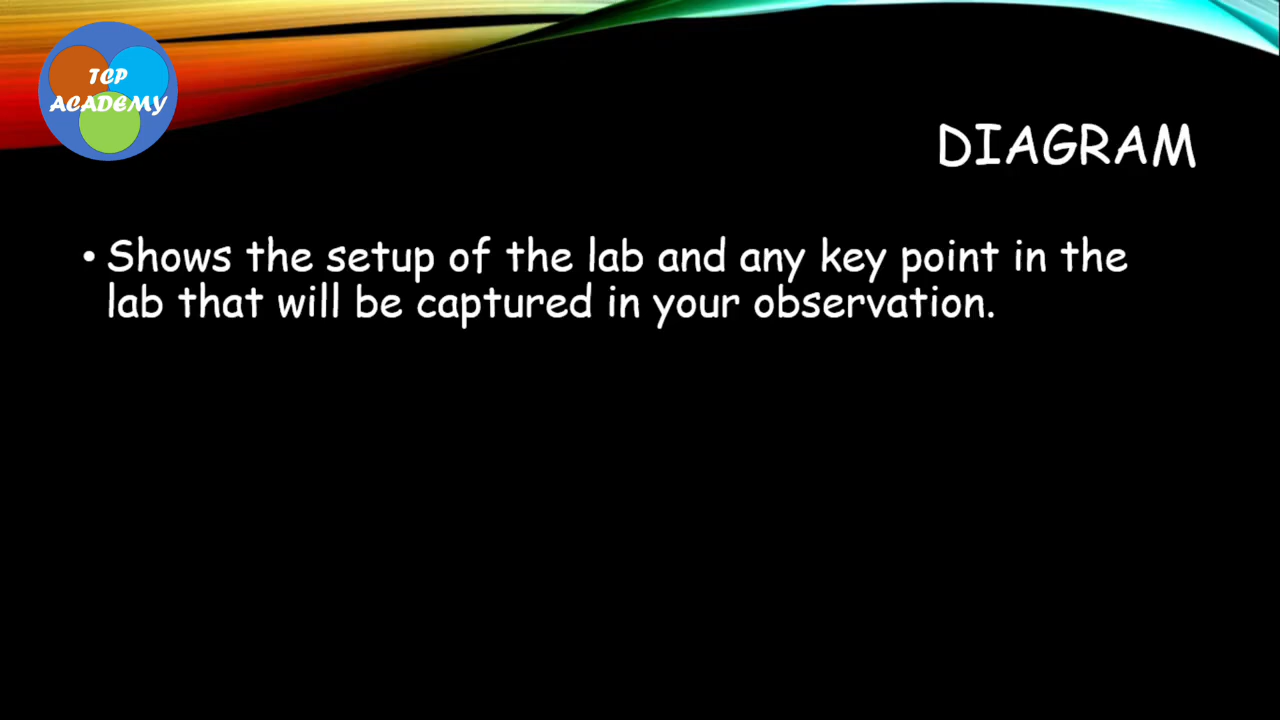 TCP
ACADEMY
DIAGRAM
• Shows the setup of the lab and any key point in the
lab that will be captured in your observation.